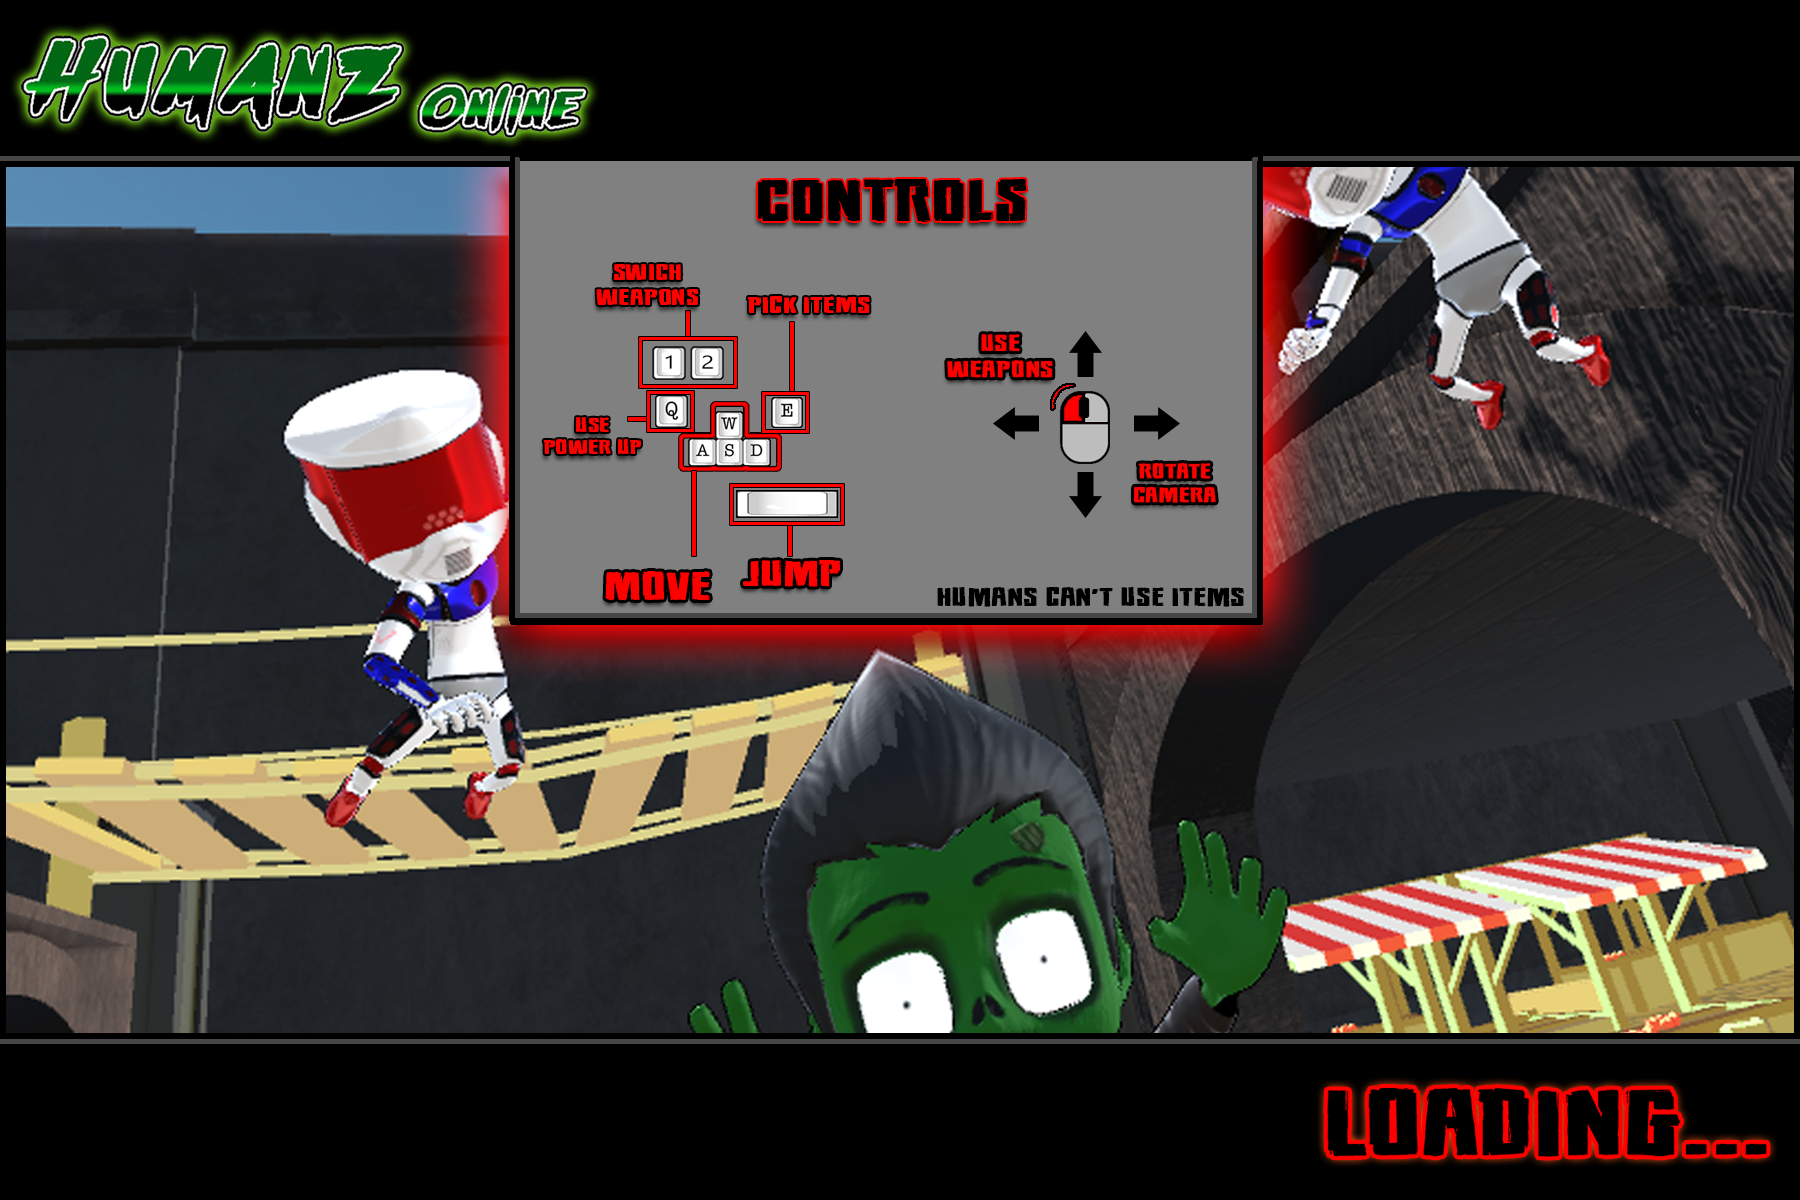 HUMANZ Online
CONTROLS
SWICH
WEAPONS
PICK ITEMS
1 2
Q
E
W
A S D
USE
POWER UP
MOVE
JUMP
USE
WEAPONS
ROTATE
CAMERA
HUMANS CAN'T USE ITEMS
LOADING...